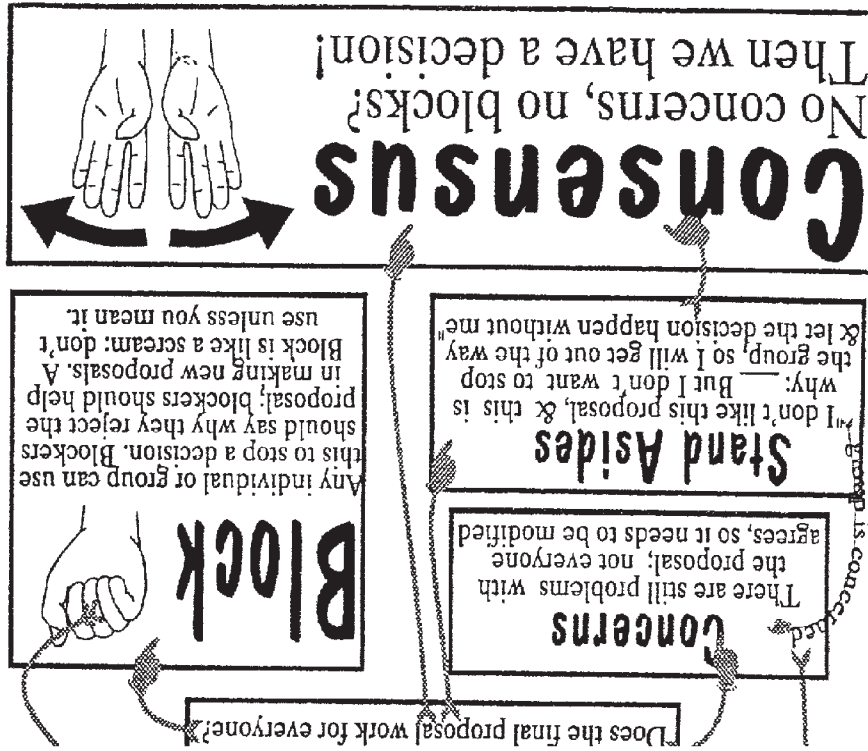 Does the final proposal work for everyone?
Concerns
There are still problems with
the proposal; not everyone
agrees, so it needs to be modified
group is concerned
Stand Asides
"I don't like this proposal, & this is
why: ___ But I don't want to stop
the group, so I will get out of the way
& let the decision happen without me"
Block
Any individual or group can use
this to stop a decision. Blockers
should say why they reject the
proposal; blockers should help
in making new proposals. A
Block is like a scream: don't
use unless you mean it.
Consensus
No concerns, no blocks?
Then we have a decision!